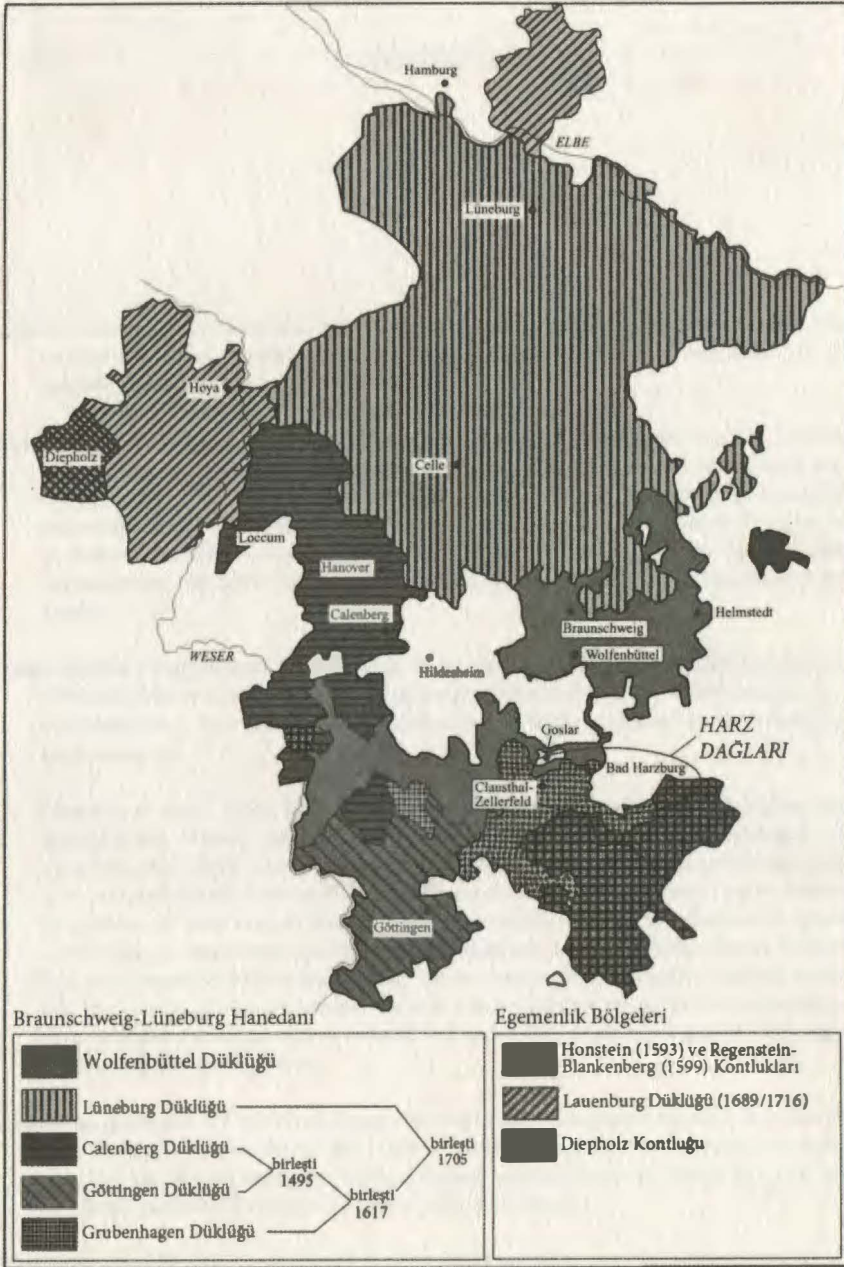 Hamburg
ELBE
Lüneburg
Hoya
Diepholz
Celle
Loccum
Hanover
Calenberg
Braunschweig
Helmstedt
WESER
Hildesheim
Wolfenbüttel
Goslar
HARZ
DAĞLARI
Bad Harzburg
Clausthal-
Zellerfeld
Göttingen
Braunschweig-Lüneburg Hanedanı
Wolfenbüttel Düklüğü
Lüneburg Düklüğü
Calenberg Düklüğü
Göttingen Düklüğü
Grubenhagen Düklüğü
birleşti
1495
birleşti
1617
birleşti
1705
Egemenlik Bölgeleri
Honstein (1593) ve Regenstein-
Blankenberg (1599) Kontlukları
Lauenburg Düklüğü (1689/1716)
Diepholz Kontluğu